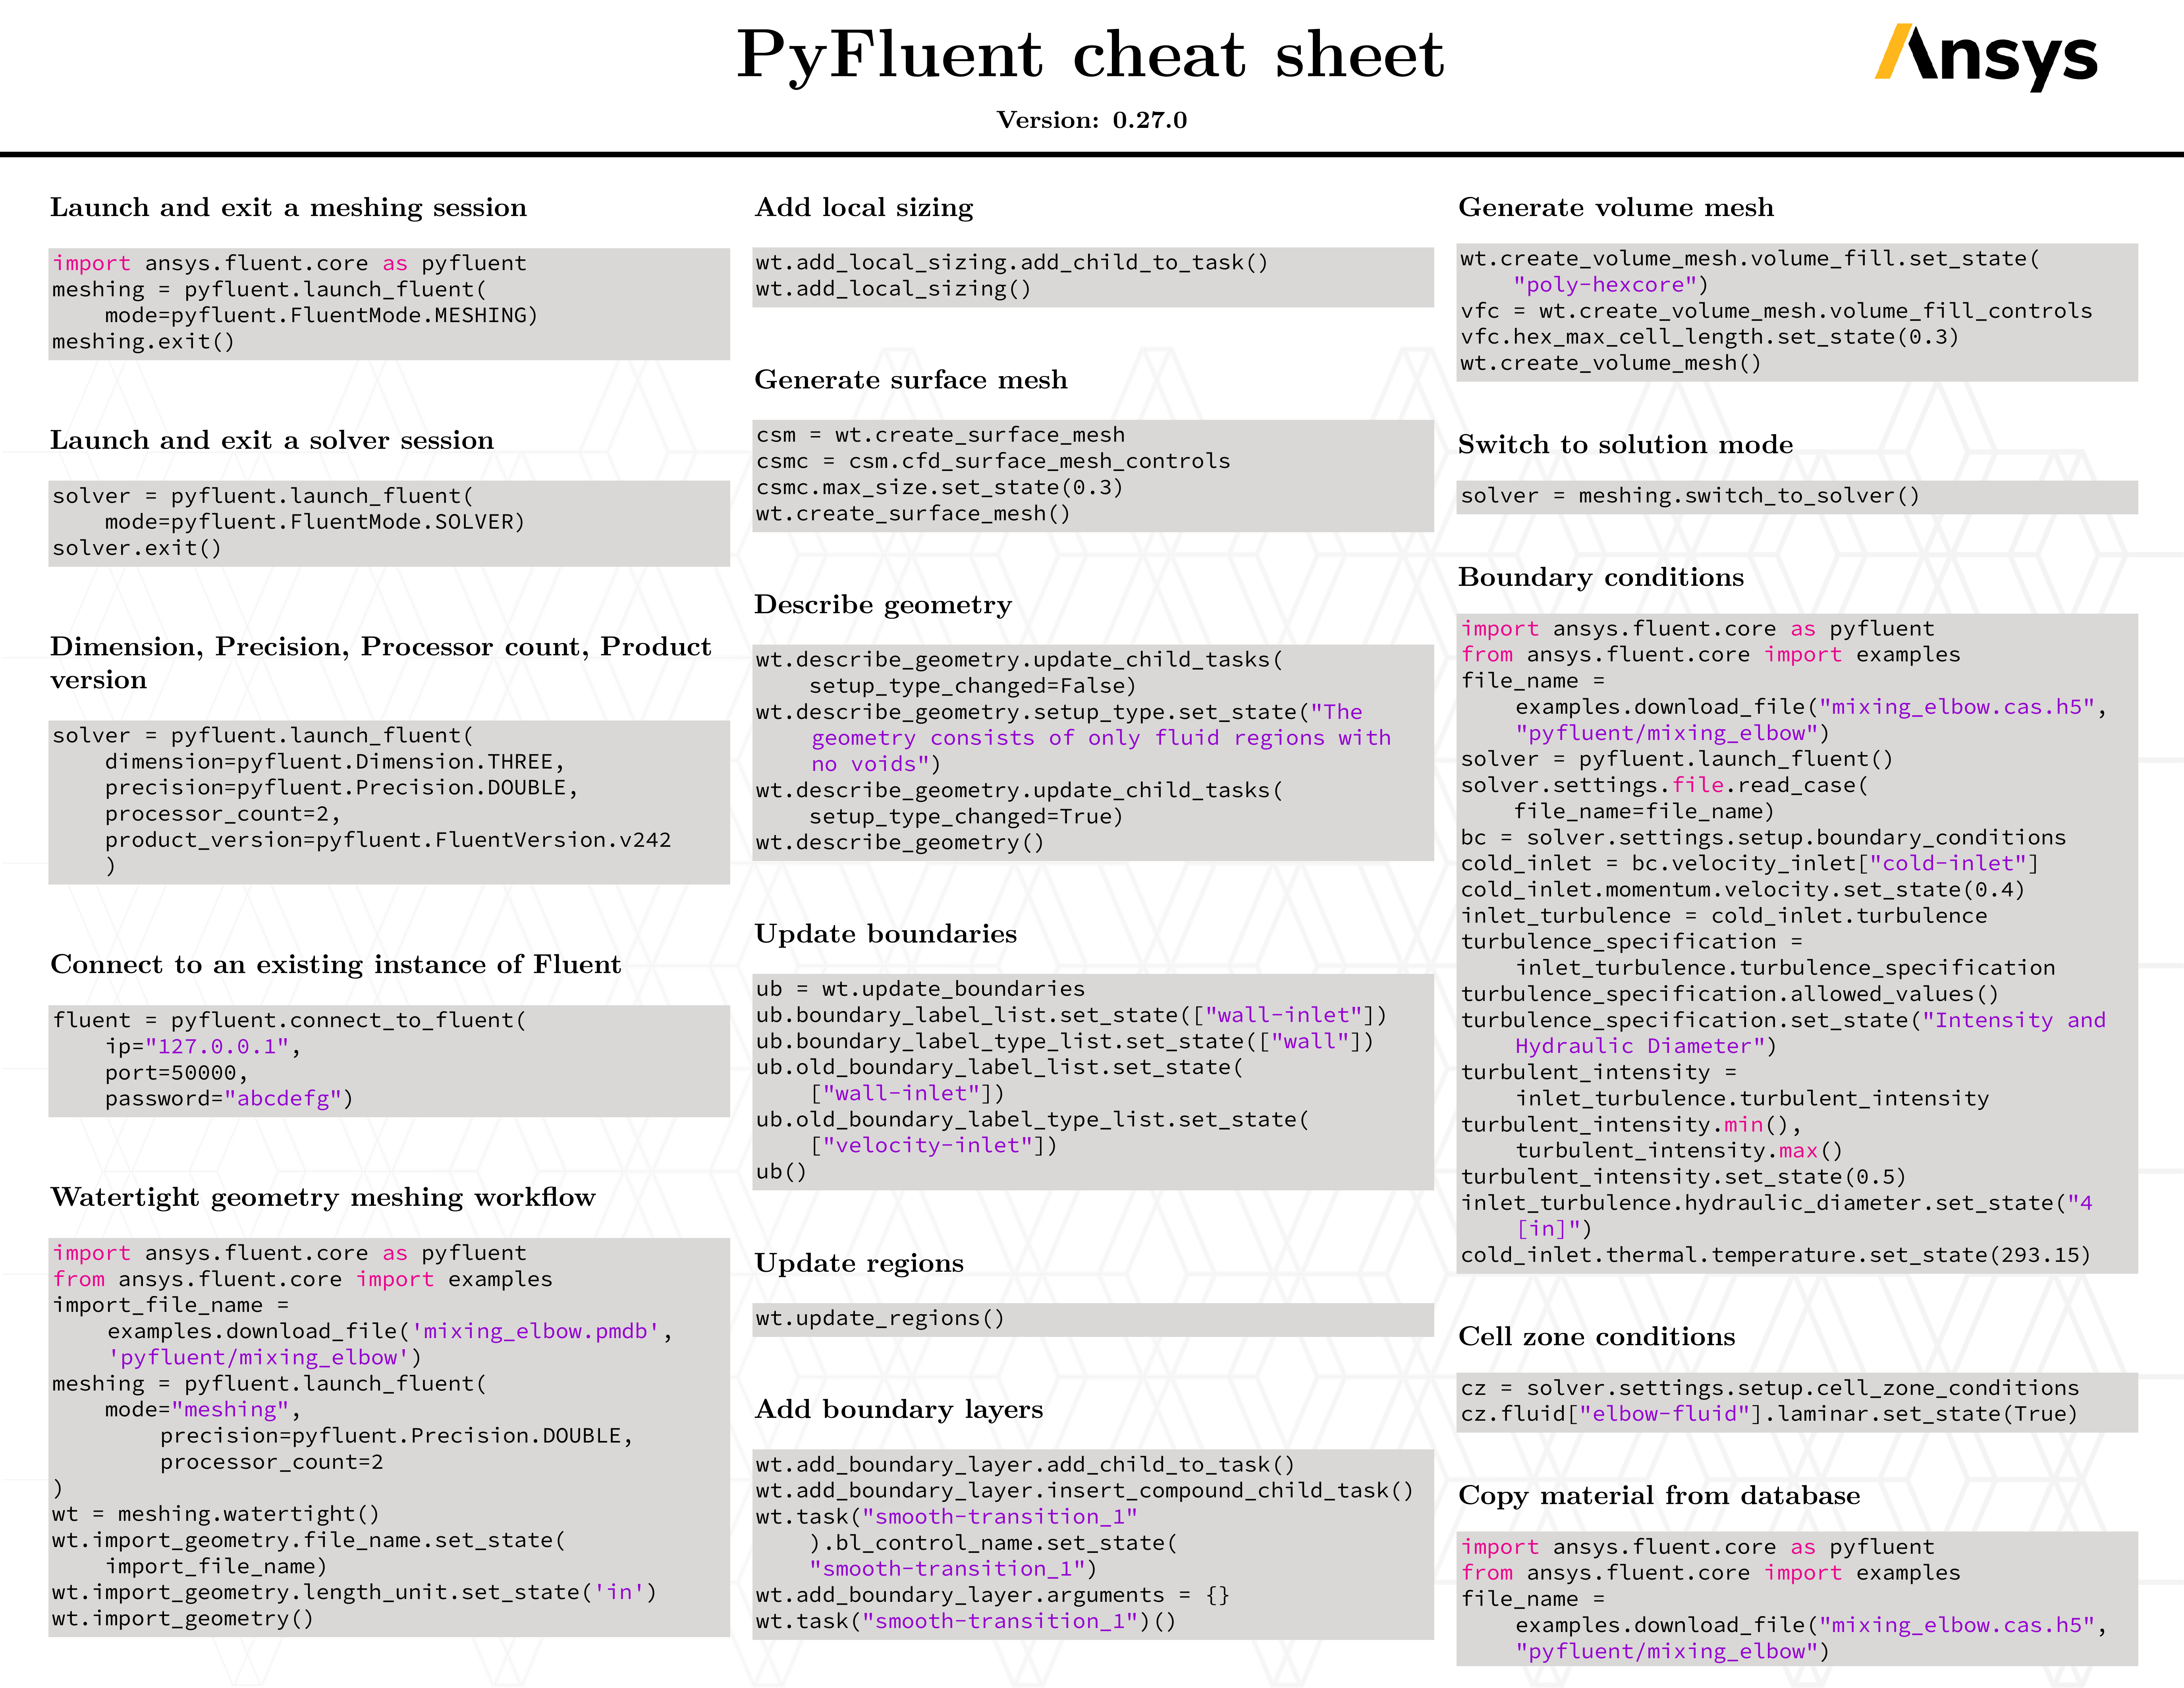 PyFluent cheat sheet
Ansys
Version: 0.27.0
Launch and exit a meshing session
import ansys.fluent.core as pyfluent
meshing = pyfluent.launch_fluent(
    mode=pyfluent.FluentMode.MESHING)
meshing.exit()
Launch and exit a solver session
solver = pyfluent.launch_fluent(
    mode=pyfluent.FluentMode.SOLVER)
solver.exit()
Dimension, Precision, Processor count, Product
version
solver = pyfluent.launch_fluent(
    dimension=pyfluent.Dimension.THREE,
    precision=pyfluent.Precision.DOUBLE,
    processor_count=2,
    product_version=pyfluent.FluentVersion.v242
    )
Connect to an existing instance of Fluent
fluent = pyfluent.connect_to_fluent(
    ip="127.0.0.1",
    port=50000,
    password="abcdefg")
Watertight geometry meshing workflow
import ansys.fluent.core as pyfluent
from ansys.fluent.core import examples
import_file_name =
    examples.download_file('mixing_elbow.pmdb',
    'pyfluent/mixing_elbow')
meshing = pyfluent.launch_fluent(
    mode="meshing",
        precision=pyfluent.Precision.DOUBLE,
        processor_count=2
)
wt = meshing.watertight()
wt.import_geometry.file_name.set_state(
    import_file_name)
wt.import_geometry.length_unit.set_state('in')
wt.import_geometry()
Add local sizing
wt.add_local_sizing.add_child_to_task()
wt.add_local_sizing()
Generate surface mesh
csm = wt.create_surface_mesh
csmc = csm.cfd_surface_mesh_controls
csmc.max_size.set_state(0.3)
wt.create_surface_mesh()
Describe geometry
wt.describe_geometry.update_child_tasks(
    setup_type_changed=False)
wt.describe_geometry.setup_type.set_state("The
    geometry consists of only fluid regions with
    no voids")
wt.describe_geometry.update_child_tasks(
    setup_type_changed=True)
wt.describe_geometry()
Update boundaries
ub = wt.update_boundaries
ub.boundary_label_list.set_state(["wall-inlet"])
ub.boundary_label_type_list.set_state(["wall"])
ub.old_boundary_label_list.set_state(
    ["wall-inlet"])
ub.old_boundary_label_type_list.set_state(
    ["velocity-inlet"])
ub()
Update regions
wt.update_regions()
Add boundary layers
wt.add_boundary_layer.add_child_to_task()
wt.add_boundary_layer.insert_compound_child_task()
wt.task("smooth-transition_1"
    ).bl_control_name.set_state(
    "smooth-transition_1")
wt.add_boundary_layer.arguments = {}
wt.task("smooth-transition_1")()
Generate volume mesh
wt.create_volume_mesh.volume_fill.set_state(
    "poly-hexcore")
vfc = wt.create_volume_mesh.volume_fill_controls
vfc.hex_max_cell_length.set_state(0.3)
wt.create_volume_mesh()
Switch to solution mode
solver = meshing.switch_to_solver()
Boundary conditions
import ansys.fluent.core as pyfluent
from ansys.fluent.core import examples
file_name =
    examples.download_file("mixing_elbow.cas.h5",
    "pyfluent/mixing_elbow")
solver = pyfluent.launch_fluent()
solver.settings.file.read_case(
    file_name=file_name)
bc = solver.settings.setup.boundary_conditions
cold_inlet = bc.velocity_inlet["cold-inlet"]
cold_inlet.momentum.velocity.set_state(0.4)
inlet_turbulence = cold_inlet.turbulence
turbulence_specification =
    inlet_turbulence.turbulence_specification
turbulence_specification.allowed_values()
turbulence_specification.set_state("Intensity and
    Hydraulic Diameter")
turbulent_intensity =
    inlet_turbulence.turbulent_intensity
turbulent_intensity.min(),
    turbulent_intensity.max()
turbulent_intensity.set_state(0.5)
inlet_turbulence.hydraulic_diameter.set_state("4
    [in]")
cold_inlet.thermal.temperature.set_state(293.15)
Cell zone conditions
cz = solver.settings.setup.cell_zone_conditions
cz.fluid["elbow-fluid"].laminar.set_state(True)
Copy material from database
import ansys.fluent.core as pyfluent
from ansys.fluent.core import examples
file_name =
    examples.download_file("mixing_elbow.cas.h5",
    "pyfluent/mixing_elbow")